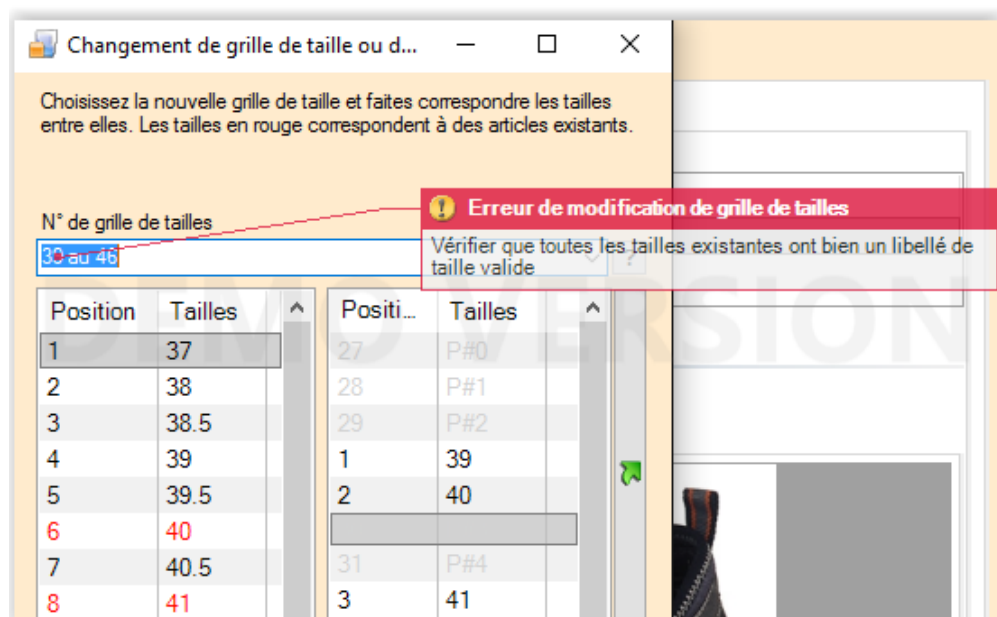 Changement de grille de taille ou d...
Choisissez la nouvelle grille de taille et faites correspondre les tailles
entre elles. Les tailles en rouge correspondent à des articles existants.
Erreur de modification de grille de tailles
N° de grille de tailles
Vérifier que toutes les tailles existantes ont bien un libellé de
taille valide
39 au 46
?
DEMO VERSION
Position Tailles Positi... Tailles
1 37 27 P#0
2 38 28 P#1
3 38.5 29 P#2
4 39 1 39
5 39.5 2 40
6 40
7 40.5 31 P#4
8 41 3 41